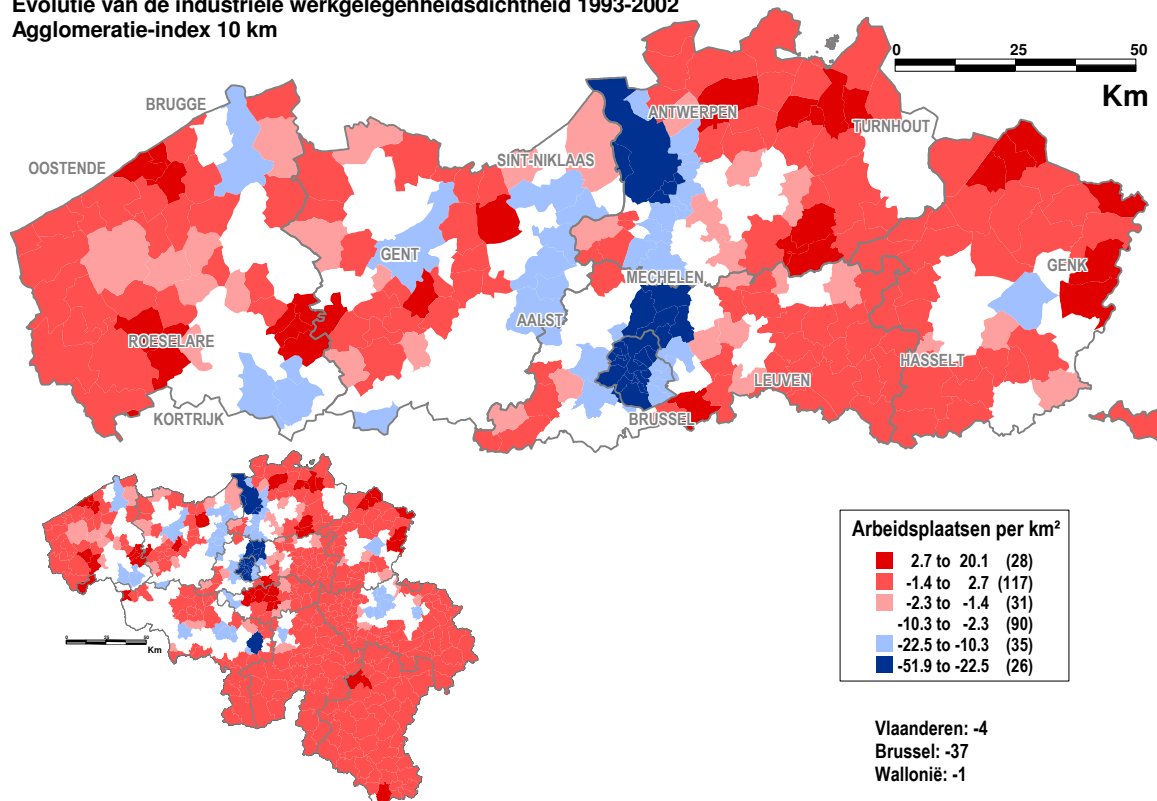 Evolutie van de industriële werkgelegenheidsdichtheid 1993-2002
Agglomeratie-index 10 km
0 25 50
Km
BRUGGE
ANTWERPEN
TURNHOUT
OOSTENDE
SINT-NIKLAAS
GENT
GENK
MECHELEN
AALST
ROESELARE
HASSELT
LEUVEN
KORTRIJK
BRUSSEL
Arbeidsplaatsen per km²
2.7 to 20.1 (28)
-1.4 to 2.7 (117)
-2.3 to -1.4 (31)
-10.3 to -2.3 (90)
-22.5 to -10.3 (35)
-51.9 to -22.5 (26)
0 25 50
Km
Vlaanderen: -4
Brussel: -37
Wallonië: -1